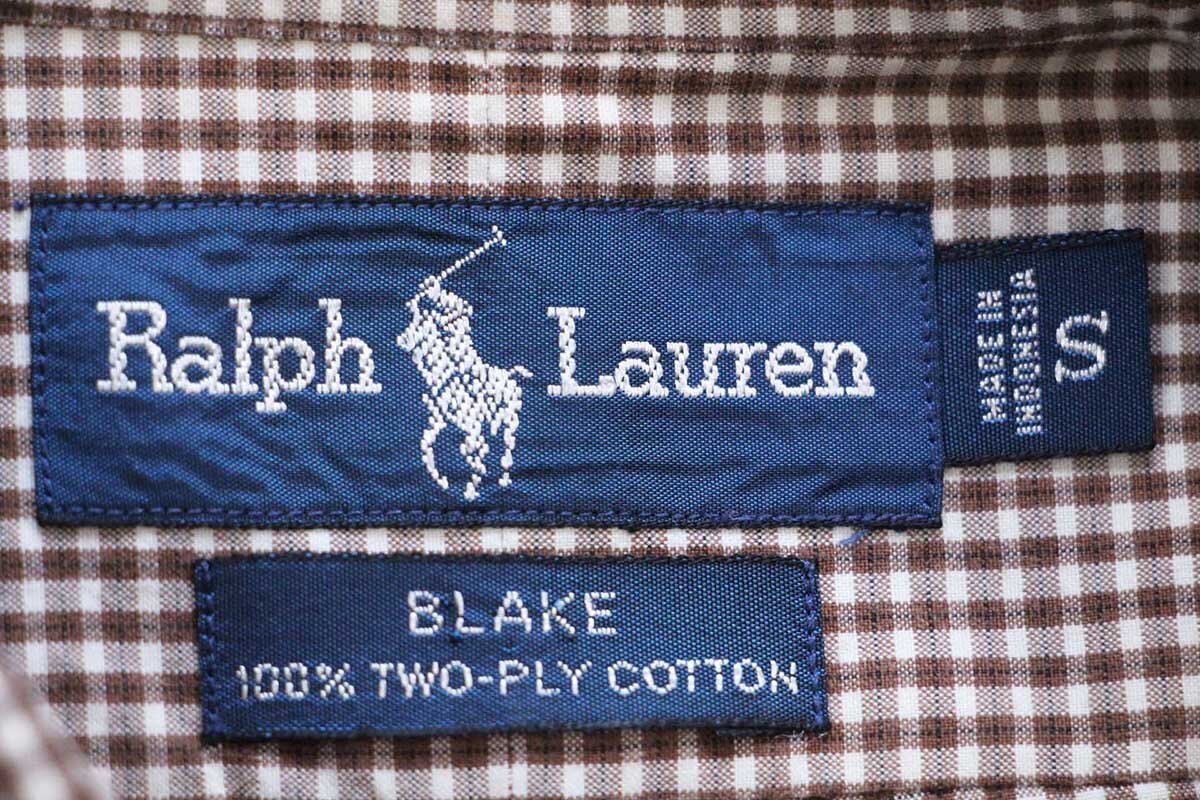 Ralph Lauren
MADE IN
INDONESIA
S
BLAKE
100% TWO-PLY COTTON